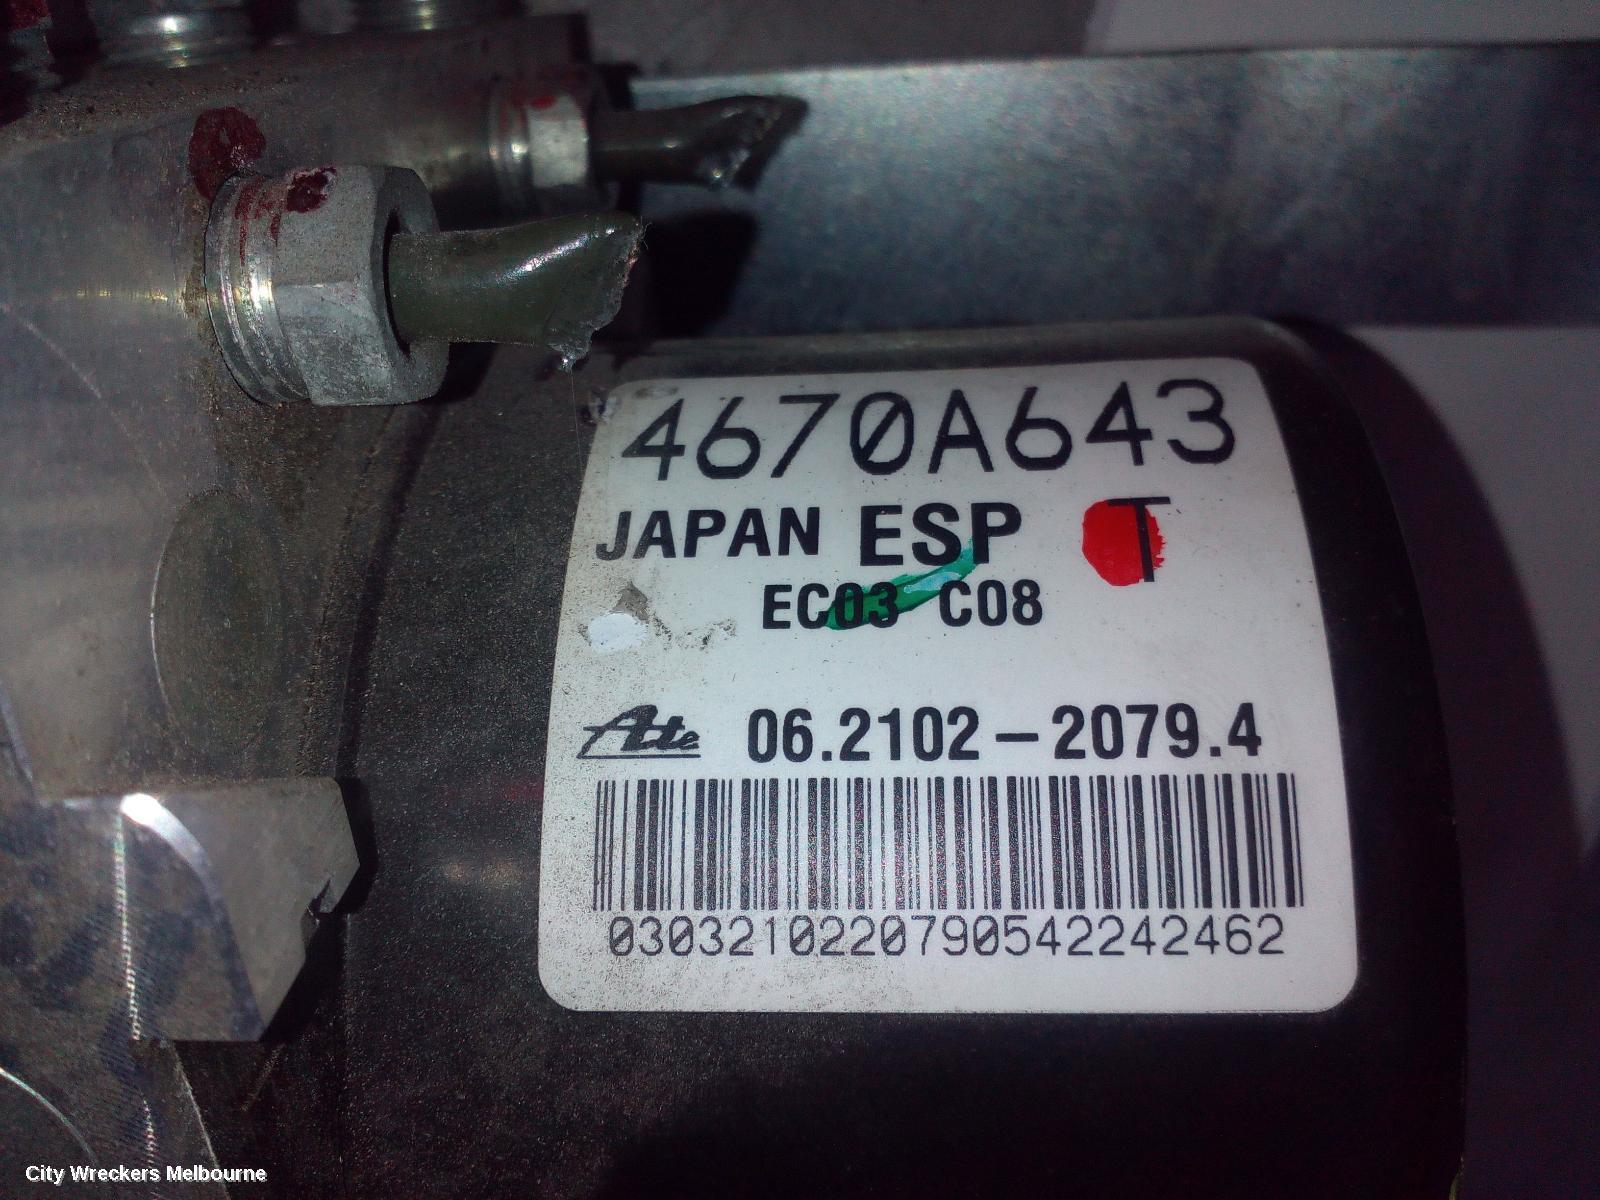 4670A643
JAPAN ESP T
EC03 C08
Ate 06.2102-2079.4
0303210220790542242462
City Wreckers Melbourne